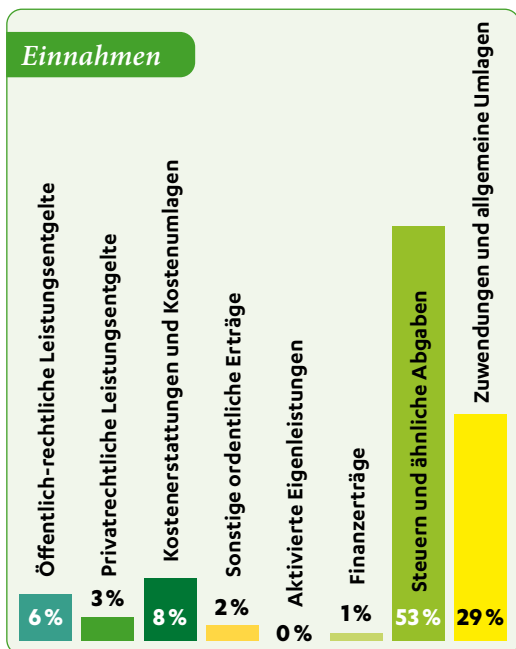 Einnahmen
Öffentlich-rechtliche Leistungsentgelte
6 %
Privatrechtliche Leistungsentgelte
3 %
Kostenerstattungen und Kostenumlagen
8 %
Sonstige ordentliche Erträge
2 %
Aktivierte Eigenleistungen
0 %
Finanzerträge
1 %
Steuern und ähnliche Abgaben
53 %
Zuwendungen und allgemeine Umlagen
29 %